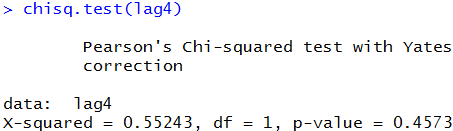 > chisq.test(lag4)
Pearson's Chi-squared test with Yates
correction
data: lag4
X-squared = 0.55243, df = 1, p-value = 0.4573